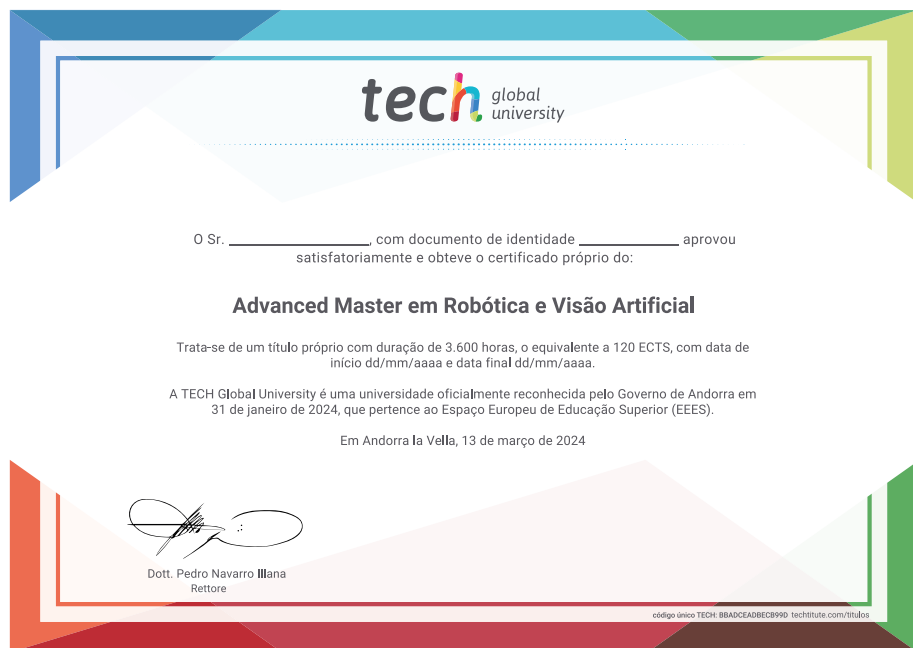 tech global university
O Sr. ____________________, com documento de identidade ______________ aprovou
satisfatoriamente e obteve o certificado próprio do:
Advanced Master em Robótica e Visão Artificial
Trata-se de um título próprio com duração de 3.600 horas, o equivalente a 120 ECTS, com data de
início dd/mm/aaaa e data final dd/mm/aaaa.
A TECH Global University é uma universidade oficialmente reconhecida pelo Governo de Andorra em
31 de janeiro de 2024, que pertence ao Espaço Europeu de Educação Superior (EEES).
Em Andorra la Vella, 13 de março de 2024
Dott. Pedro Navarro Illana
Rettore
código único TECH: BBADCEADBECB99D techtitute.com/titulos